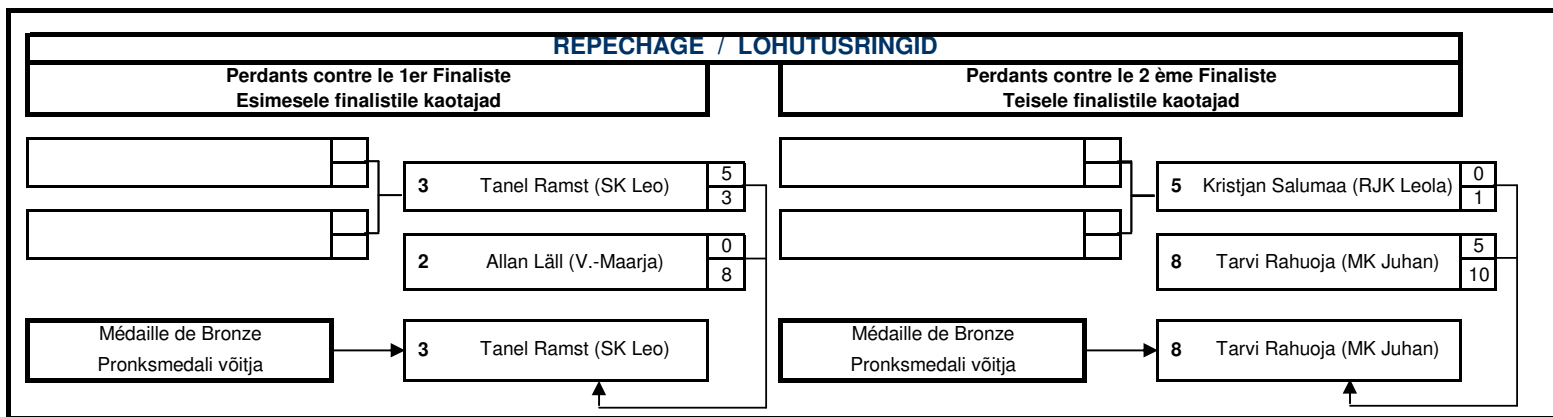 REPECHAGE / LOHUTUSRINGID
Perdants contre le 1er Finaliste
Esimesele finalistile kaotajad
Perdants contre le 2 ème Finaliste
Teisele finalistile kaotajad
3 Tanel Ramst (SK Leo) 5
3
2 Allan Läll (V.-Maarja) 0
8
5 Kristjan Salumaa (RJK Leola) 0
1
8 Tarvi Rahuoja (MK Juhan) 5
10
Médaille de Bronze
Pronksmedali võitja
3 Tanel Ramst (SK Leo)
Médaille de Bronze
Pronksmedali võitja
8 Tarvi Rahuoja (MK Juhan)